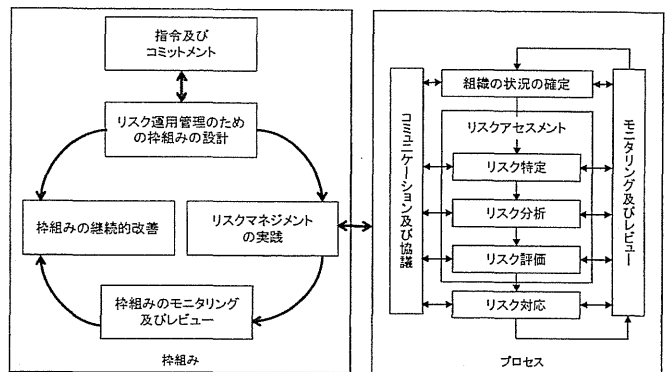 指令及び
コミットメント
リスク運用管理のため
の枠組みの設計
枠組みの継続的改善
リスクマネジメント
の実践
枠組みのモニタリング
及びレビュー
枠組み
組織の状況の確定
コミュニケーション及び協議
リスクアセスメント
リスク特定
リスク分析
リスク評価
リスク対応
モニタリング及びレビュー
プロセス